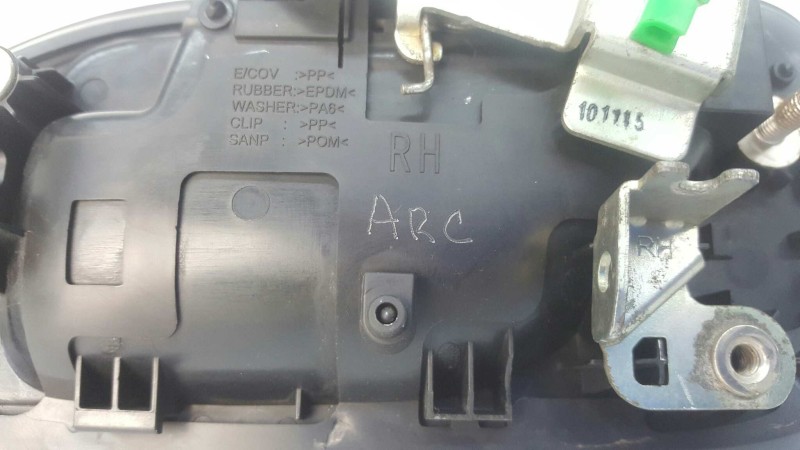 E/COV :>PP<
RUBBER:>EPDM<
WASHER:>PA6<
CLIP :>PP<
SANP :>POM<
RH
ARC
101115
RH